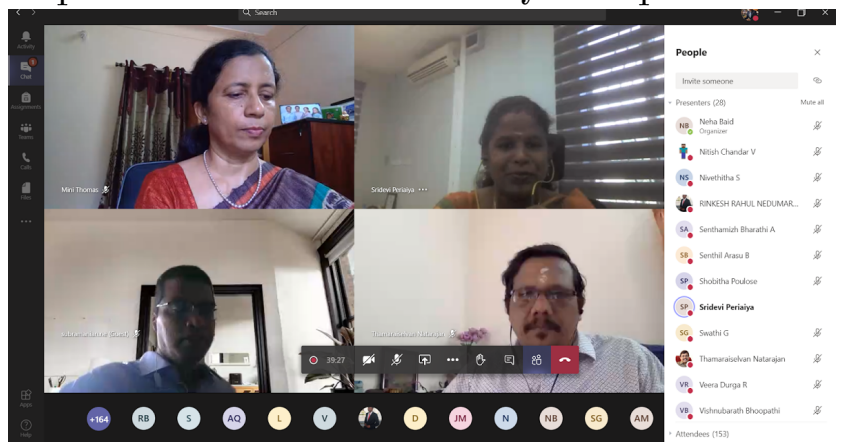 Search
Activity
Chat
Assignments
Teams
Calls
Files
Apps
Help
Mini Thomas
Sridevi Periaiya
(Guest)
Thamaraiselvan Natarajan
39:27
+164
RB
S
AQ
L
V
D
JM
N
NB
SG
AM
People
Invite someone
Presenters (28)
Mute all
NB
Neha Baid
Organizer
Nitish Chandar V
NS
Nivethitha S
RINKESH RAHUL NEDUMAR...
SA
Senthamizh Bharathi A
SB
Senthil Arasu B
SP
Shobitha Poulose
SP
Sridevi Periaiya
SG
Swathi G
Thamaraiselvan Natarajan
VR
Veera Durga R
VB
Vishnubarath Bhoopathi
Attendees (153)